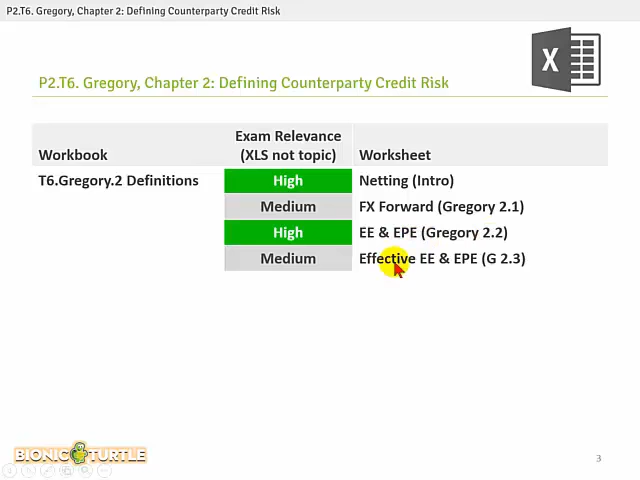 P2.T6. Gregory, Chapter 2: Defining Counterparty Credit Risk
P2.T6. Gregory, Chapter 2: Defining Counterparty Credit Risk
X
Exam Relevance
Workbook (XLS not topic) Worksheet
T6.Gregory.2 Definitions High Netting (Intro)
Medium FX Forward (Gregory 2.1)
High EE & EPE (Gregory 2.2)
Medium Effective EE & EPE (G 2.3)
BIONIC TURTLE
3